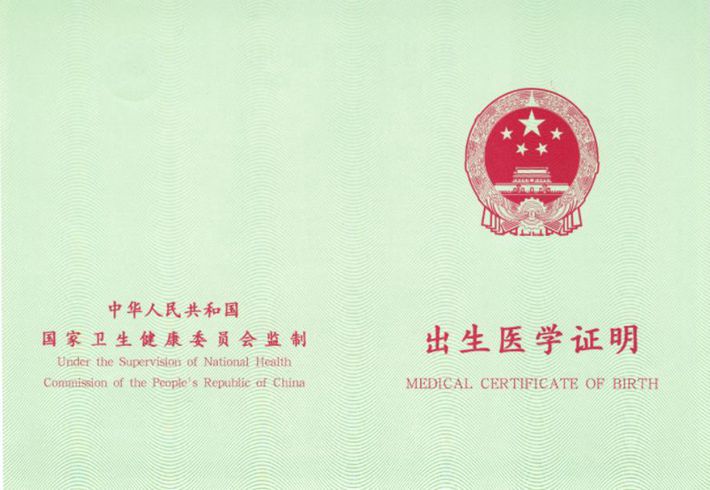 中华人民共和国
国家卫生健康委员会监制
Under the Supervision of National Health
Commission of the People's Republic of China
出生医学证明
MEDICAL CERTIFICATE OF BIRTH